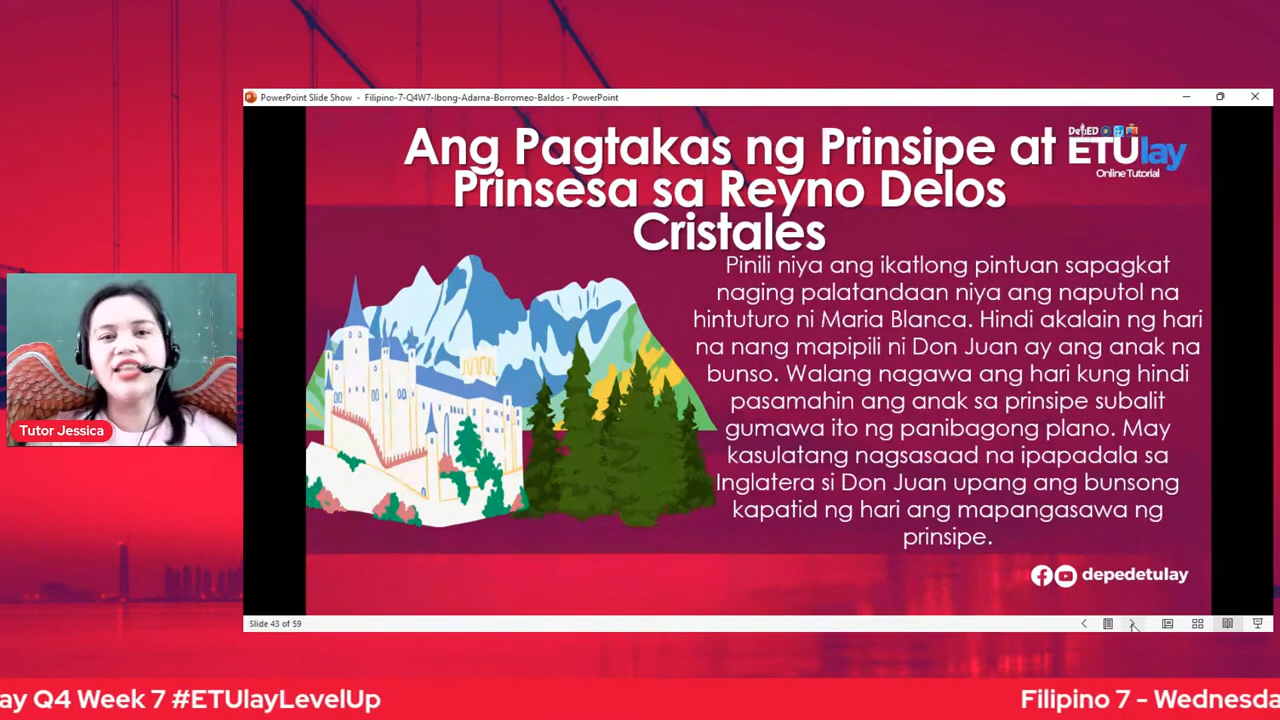 PowerPoint Slide Show - Filipino-7-Q4W7-Ibong-Adarna-Borromeo-Baldos - PowerPoint
Ang Pagtakas ng Prinsipe at
Prinsesa sa Reyno Delos
Cristales
DepED
ETUlay
Online Tutorial
Pinili niya ang ikatlong pintuan sapagkat
naging palatandaan niya ang naputol na
hintuturo ni Maria Blanca. Hindi akalain ng hari
na nang mapipili ni Don Juan ay ang anak na
bunso. Walang nagawa ang hari kung hindi
pasamahin ang anak sa prinsipe subalit
gumawa ito ng panibagong plano. May
kasulatang nagsasaad na ipapadala sa
Inglatera si Don Juan upang ang bunsong
kapatid ng hari ang mapangasawa ng
prinsipe.
Tutor Jessica
depedetulay
Slide 43 of 59
ay Q4 Week 7 #ETUlayLevelUp
Filipino 7 - Wednesda